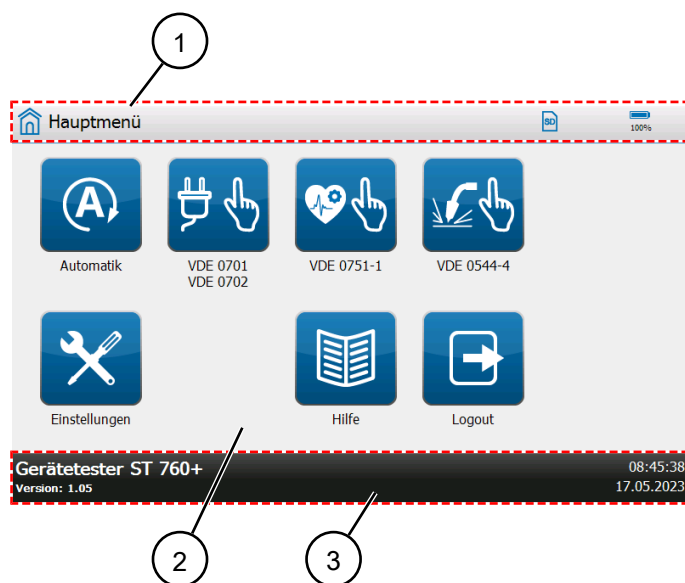 1
Hauptmenü
SD
100%
A
Automatik
VDE 0701
VDE 0702
VDE 0751-1
VDE 0544-4
Einstellungen
Hilfe
Logout
Gerätetester ST 760+
08:45:38
Version: 1.05
17.05.2023
2
3